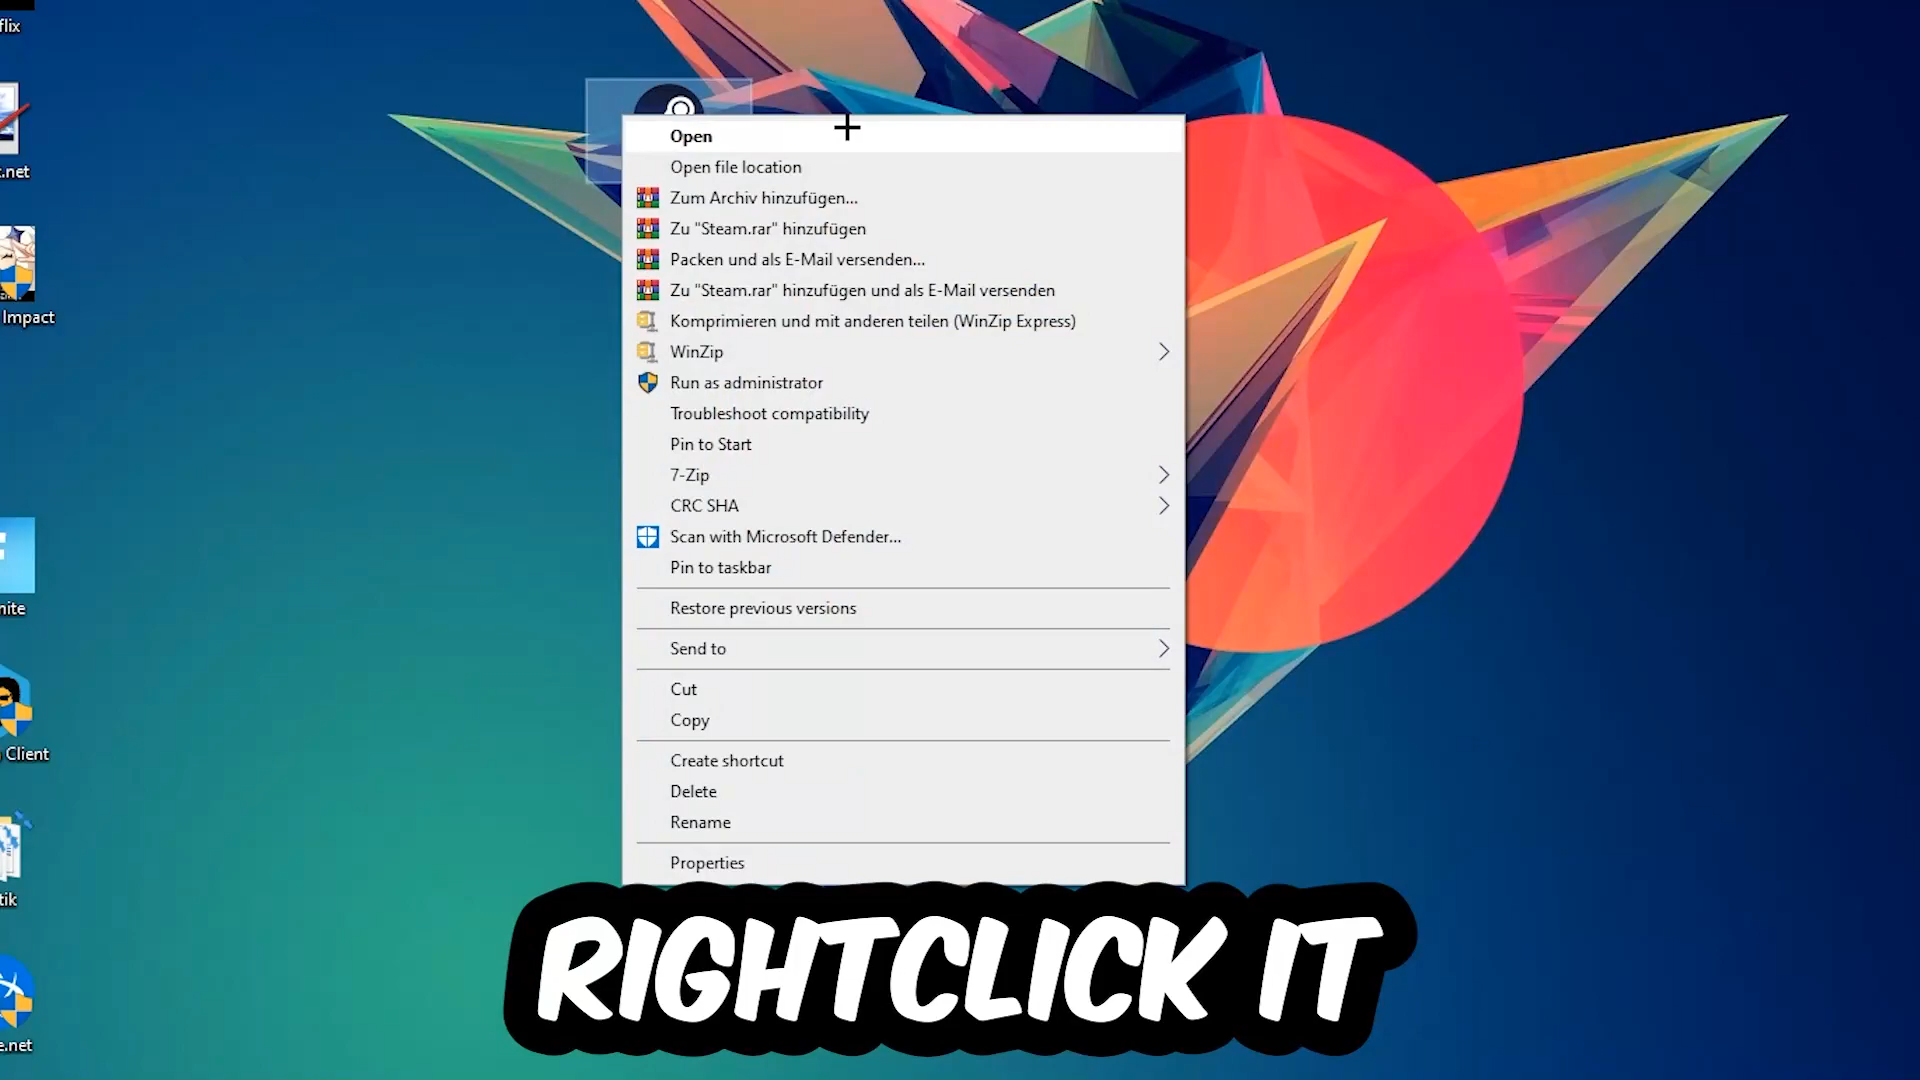 flix
.net
Impact
nite
Client
tik
e.net
Open
Open file location
Zum Archiv hinzufügen...
Zu "Steam.rar" hinzufügen
Packen und als E-Mail versenden...
Zu "Steam.rar" hinzufügen und als E-Mail versenden
Komprimieren und mit anderen teilen (WinZip Express)
WinZip
Run as administrator
Troubleshoot compatibility
Pin to Start
7-Zip
CRC SHA
Scan with Microsoft Defender...
Pin to taskbar
Restore previous versions
Send to
Cut
Copy
Create shortcut
Delete
Rename
Properties
RIGHTCLICK IT